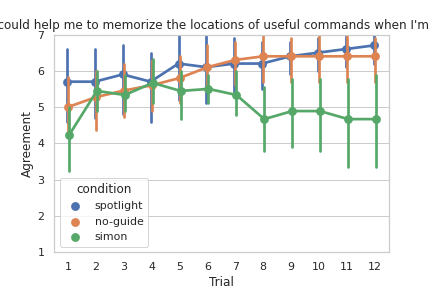 could help me to memorize the locations of useful commands when I'm
7
6
5
4
3
2
1
Agreement
condition
spotlight
no-guide
simon
1 2 3 4 5 6 7 8 9 10 11 12
Trial